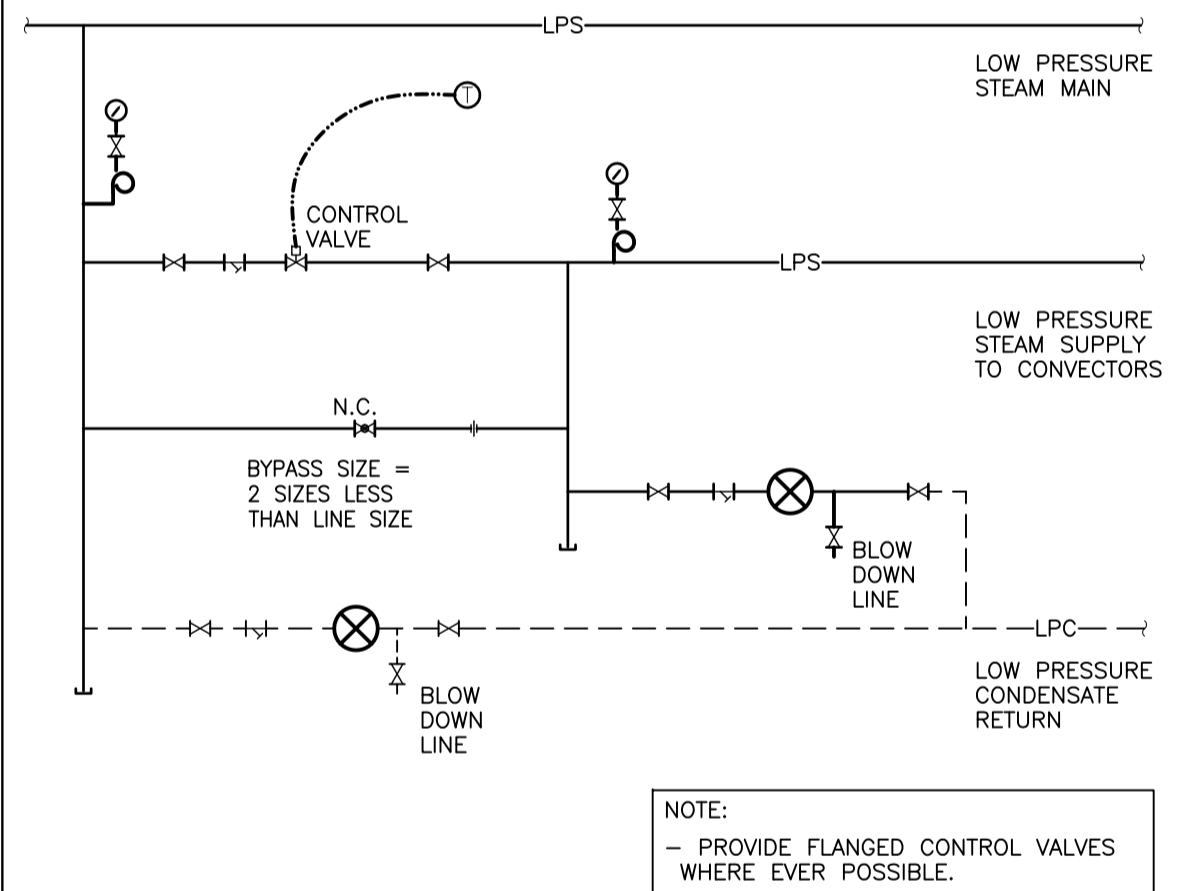 LPS
LOW PRESSURE
STEAM MAIN
T
CONTROL
VALVE
LPS
LOW PRESSURE
STEAM SUPPLY
TO CONVECTORS
N.C.
BYPASS SIZE =
2 SIZES LESS
THAN LINE SIZE
BLOW
DOWN
LINE
LPC
LOW PRESSURE
CONDENSATE
RETURN
BLOW
DOWN
LINE
NOTE:
– PROVIDE FLANGED CONTROL VALVES
WHERE EVER POSSIBLE.